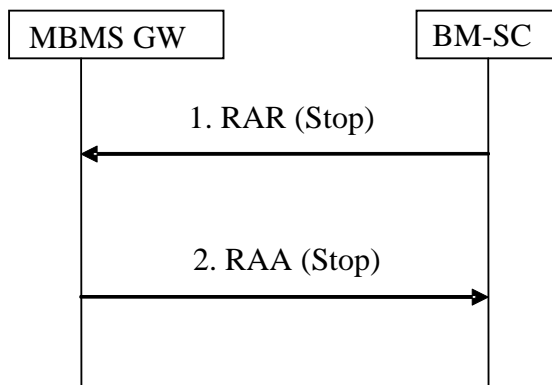 MBMS GW
BM-SC
1. RAR (Stop)
2. RAA (Stop)